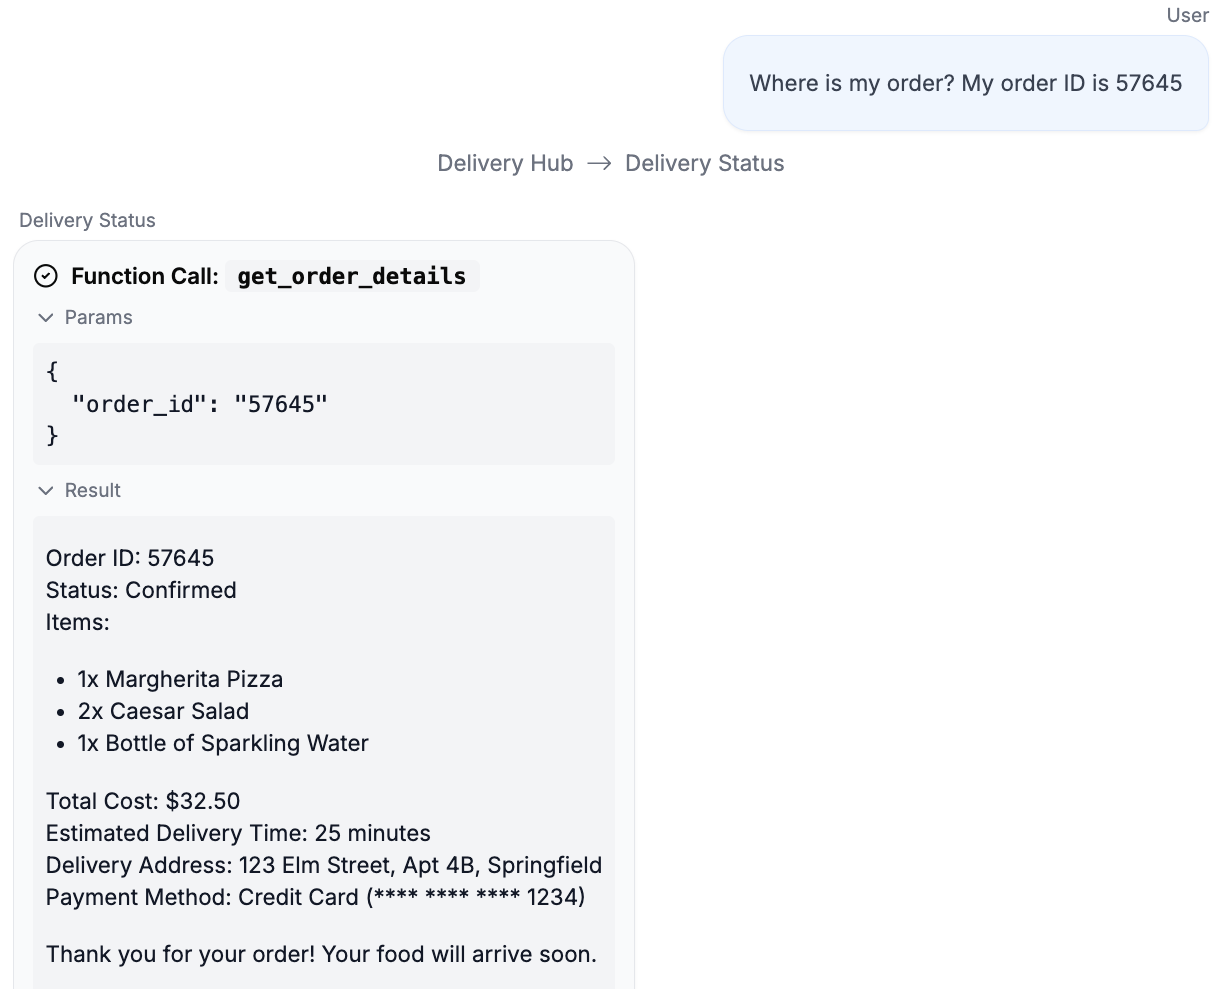 User
Where is my order? My order ID is 57645
Delivery Hub → Delivery Status
Delivery Status
Function Call: get_order_details
Params
{
"order_id": "57645"
}
Result
Order ID: 57645
Status: Confirmed
Items:
• 1x Margherita Pizza
• 2x Caesar Salad
• 1x Bottle of Sparkling Water
Total Cost: $32.50
Estimated Delivery Time: 25 minutes
Delivery Address: 123 Elm Street, Apt 4B, Springfield
Payment Method: Credit Card (**** **** **** 1234)
Thank you for your order! Your food will arrive soon.